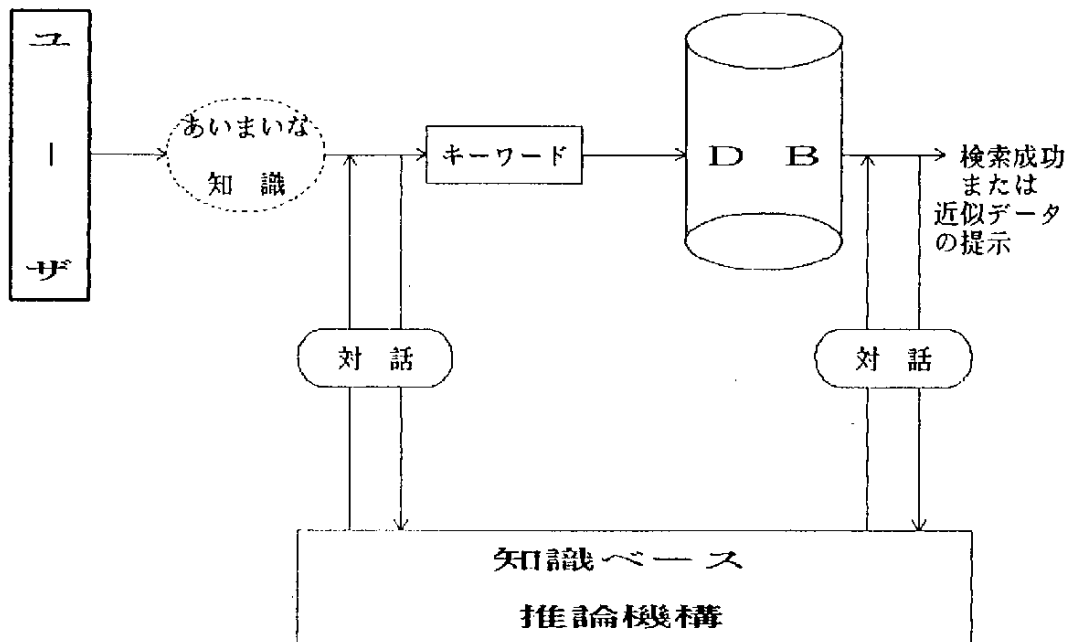 ユーザ
あいまいな
知識
キーワード
DB
検索成功
または
近似データ
の提示
対話
対話
知識ベース
推論機構